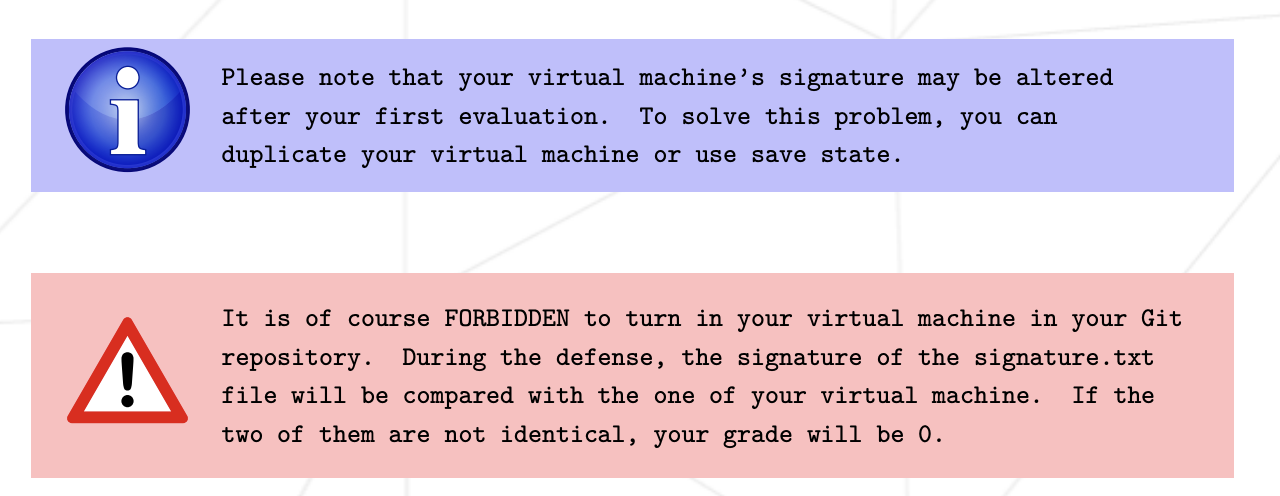 Please note that your virtual machine's signature may be altered
after your first evaluation. To solve this problem, you can
duplicate your virtual machine or use save state.
It is of course FORBIDDEN to turn in your virtual machine in your Git
repository. During the defense, the signature of the signature.txt
file will be compared with the one of your virtual machine. If the
two of them are not identical, your grade will be 0.